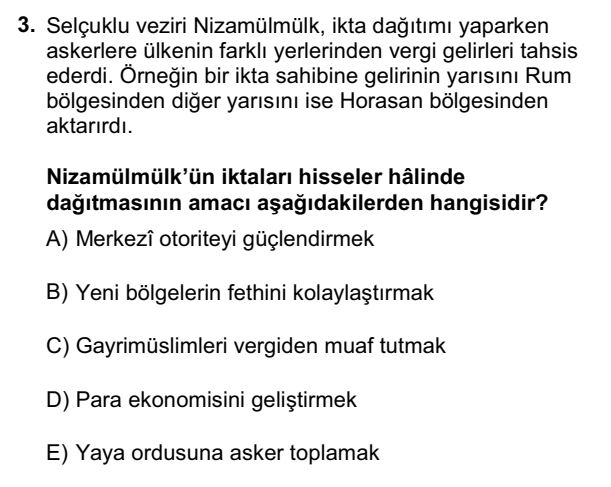 3. Selçuklu veziri Nizamülmülk, ikta dağıtımı yaparken
askerlere ülkenin farklı yerlerinden vergi gelirleri tahsis
ederdi. Örneğin bir ikta sahibine gelirinin yarısını Rum
bölgesinden diğer yarısını ise Horasan bölgesinden
aktarırdı.
Nizamülmülk’ün iktaları hisseler hâlinde
dağıtmasının amacı aşağıdakilerden hangisidir?
A) Merkezî otoriteyi güçlendirmek
B) Yeni bölgelerin fethini kolaylaştırmak
C) Gayrimüslimleri vergiden muaf tutmak
D) Para ekonomisini geliştirmek
E) Yaya ordusuna asker toplamak